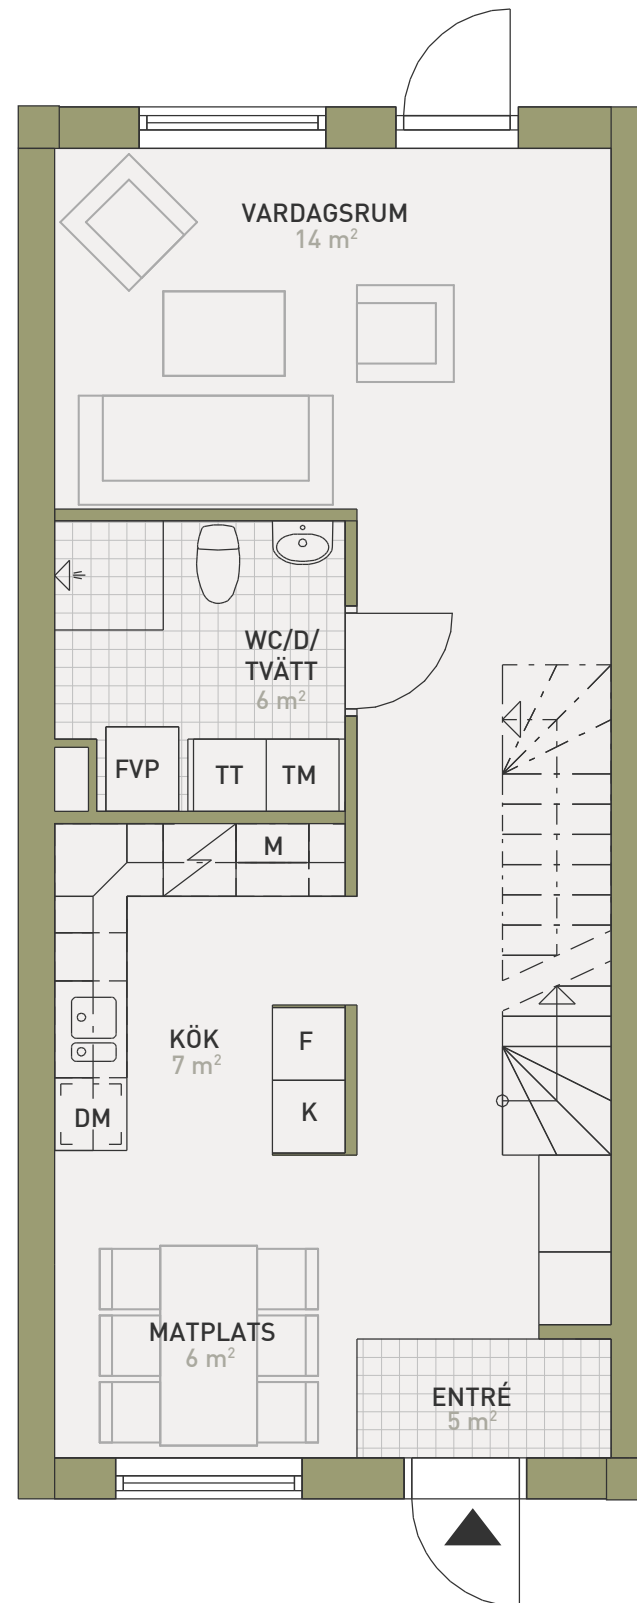 VARDAGSRUM
14 m²
WC/D/
TVÄTT
6 m²
FVP
TT
TM
M
KÖK
7 m²
F
K
DM
MATPLATS
6 m²
ENTRÉ
5 m²